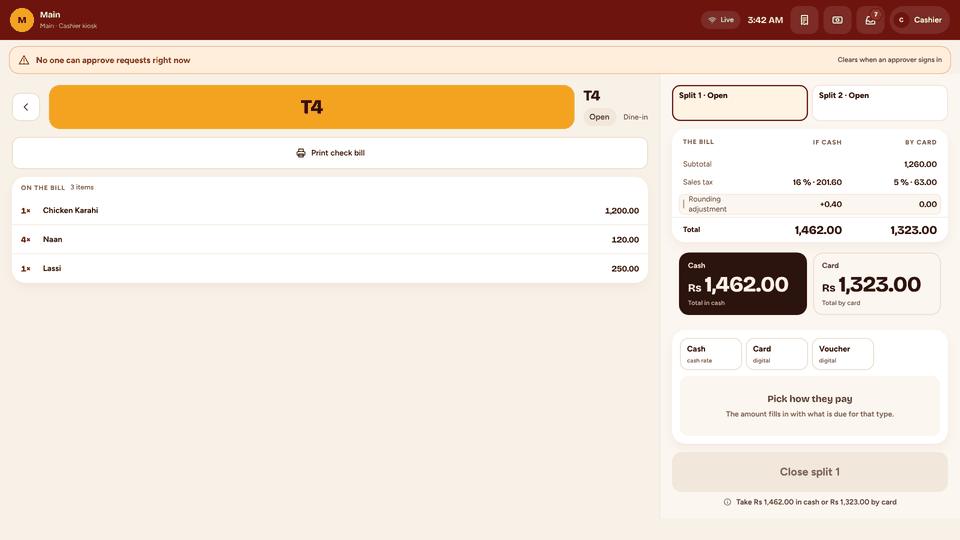 M
Main
Main · Cashier kiosk
Live
3:42 AM
7
C
Cashier
No one can approve requests right now
Clears when an approver signs in
T4
T4
Open
Dine-in
Print check bill
ON THE BILL 3 items
1× Chicken Karahi 1,200.00
4× Naan 120.00
1× Lassi 250.00
Split 1 · Open
Split 2 · Open
THE BILL IF CASH BY CARD
Subtotal 1,260.00
Sales tax 16 % · 201.60 5 % · 63.00
Rounding
adjustment +0.40 0.00
Total 1,462.00 1,323.00
Cash
Rs 1,462.00
Total in cash
Card
Rs 1,323.00
Total by card
Cash
cash rate
Card
digital
Voucher
digital
Pick how they pay
The amount fills in with what is due for that type.
Close split 1
Take Rs 1,462.00 in cash or Rs 1,323.00 by card